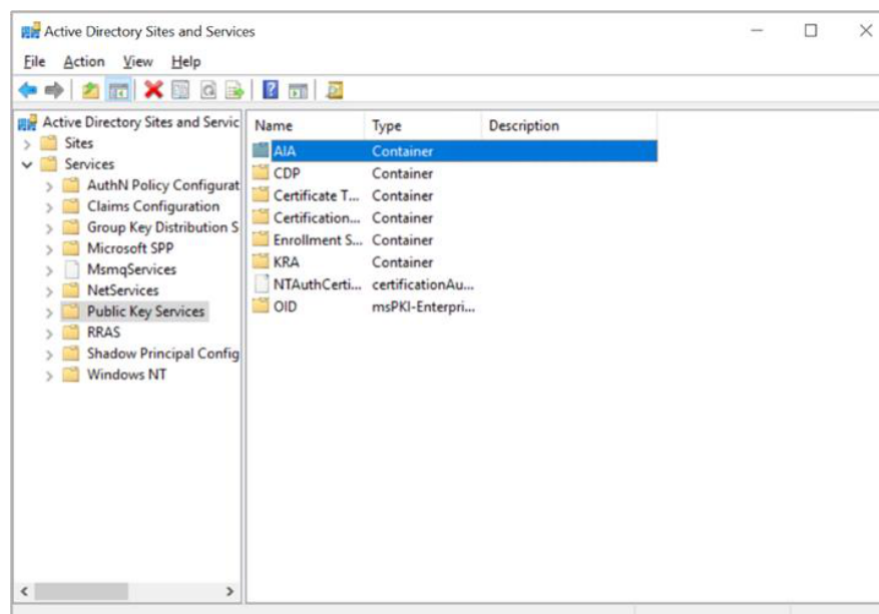 Active Directory Sites and Services
File Action View Help
Active Directory Sites and Servic
Sites
Services
AuthN Policy Configurat
Claims Configuration
Group Key Distribution S
Microsoft SPP
MsmqServices
NetServices
Public Key Services
RRAS
Shadow Principal Config
Windows NT
Name Type Description
AIA Container
CDP Container
Certificate T... Container
Certification... Container
Enrollment S... Container
KRA Container
NTAuthCerti... certificationAu...
OID msPKI-Enterpri...